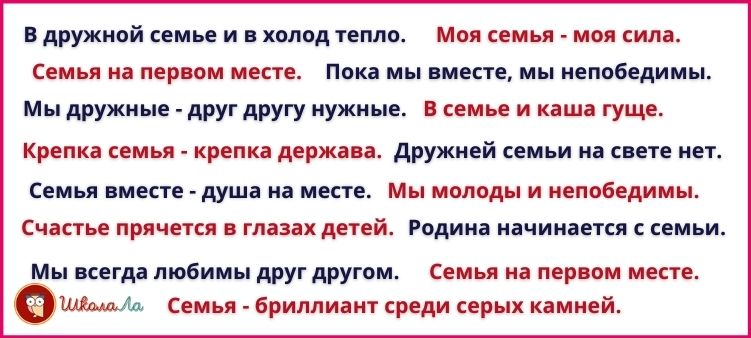 В дружной семье и в холод тепло. Моя семья - моя сила.
Семья на первом месте. Пока мы вместе, мы непобедимы.
Мы дружные - друг другу нужные. В семье и каша гуще.
Крепка семья - крепка держава. Дружней семьи на свете нет.
Семья вместе - душа на месте. Мы молоды и непобедимы.
Счастье прячется в глазах детей. Родина начинается с семьи.
Мы всегда любимы друг другом. Семья на первом месте.
ШколаЛа Семья - бриллиант среди серых камней.